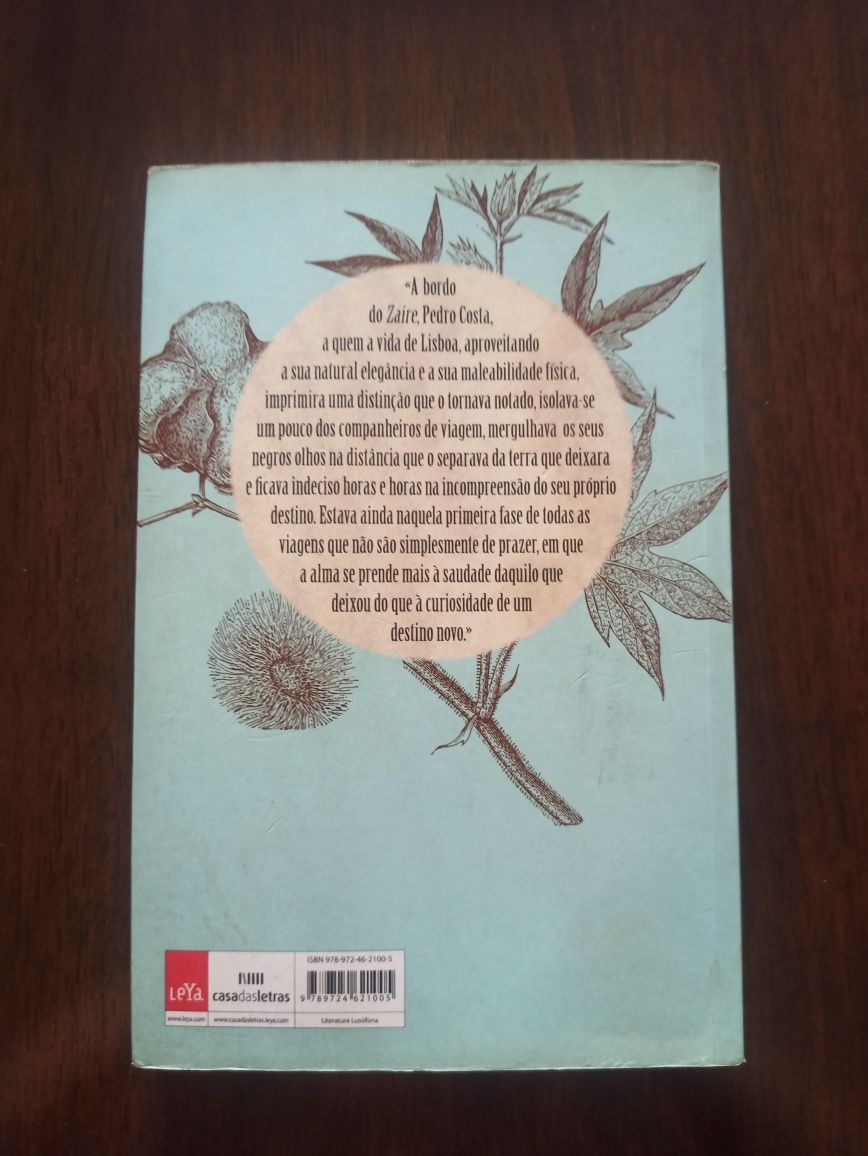 «A bordo
do Zaire, Pedro Costa,
a quem a vida de Lisboa, aproveitando
a sua natural elegância e a sua maleabilidade física,
imprimira uma distinção que o tornava notado, isolava-se
um pouco dos companheiros de viagem, mergulhava os seus
negros olhos na distância que o separava da terra que deixara
e ficava indeciso horas e horas na incompreensão do seu próprio
destino. Estava ainda naquela primeira fase de todas as
viagens que não são simplesmente de prazer, em que
a alma se prende mais à saudade daquilo que
deixou do que à curiosidade de um
destino novo.»
LeYa
www.leya.com
casadasletras
www.casadasletras.leya.com
ISBN 978-972-46-2100-5
9 789724 621005
Literatura Lusófona